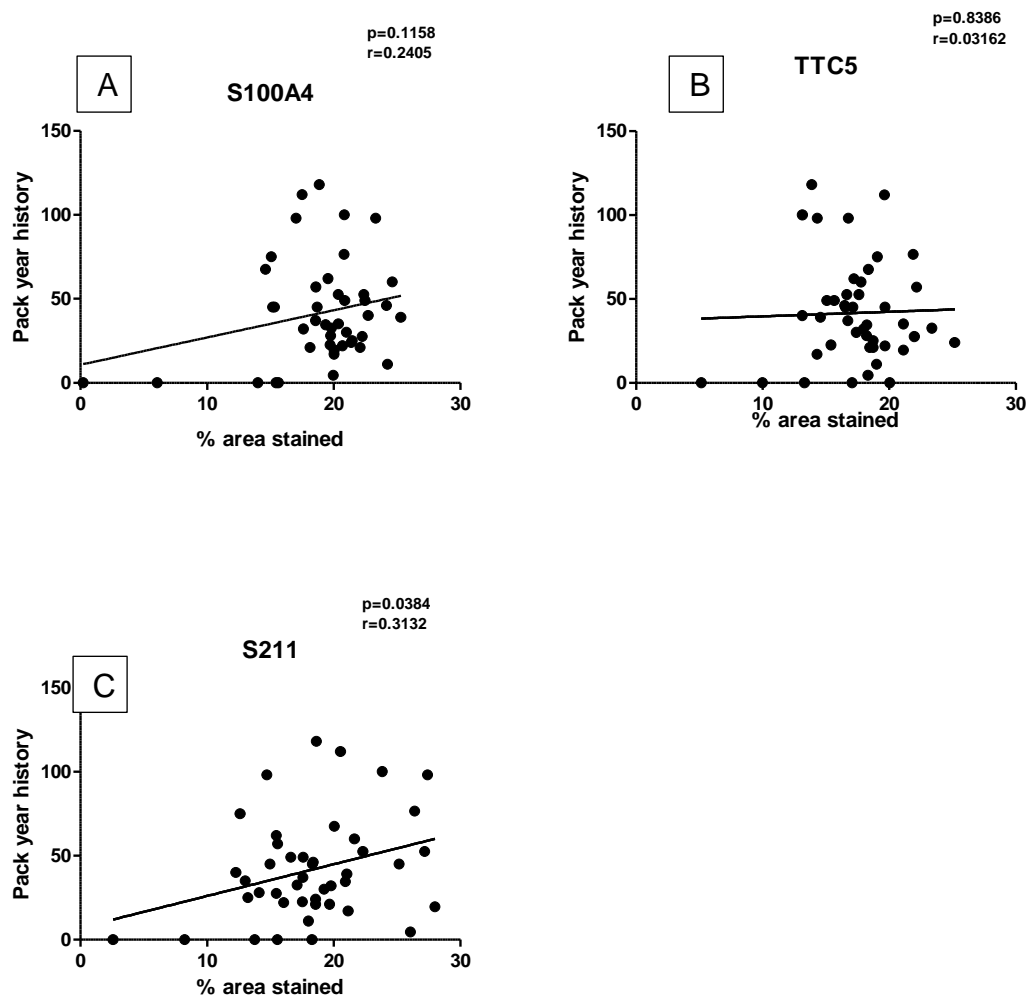 p=0.1158
r=0.2405
A
S100A4
150
100
50
0
Pack year history
0 10 20 30
% area stained
p=0.8386
r=0.03162
B
TTC5
150
100
50
0
Pack year history
0 10 20 30
% area stained
p=0.0384
r=0.3132
C
S211
150
100
50
0
Pack year history
0 10 20 30
% area stained